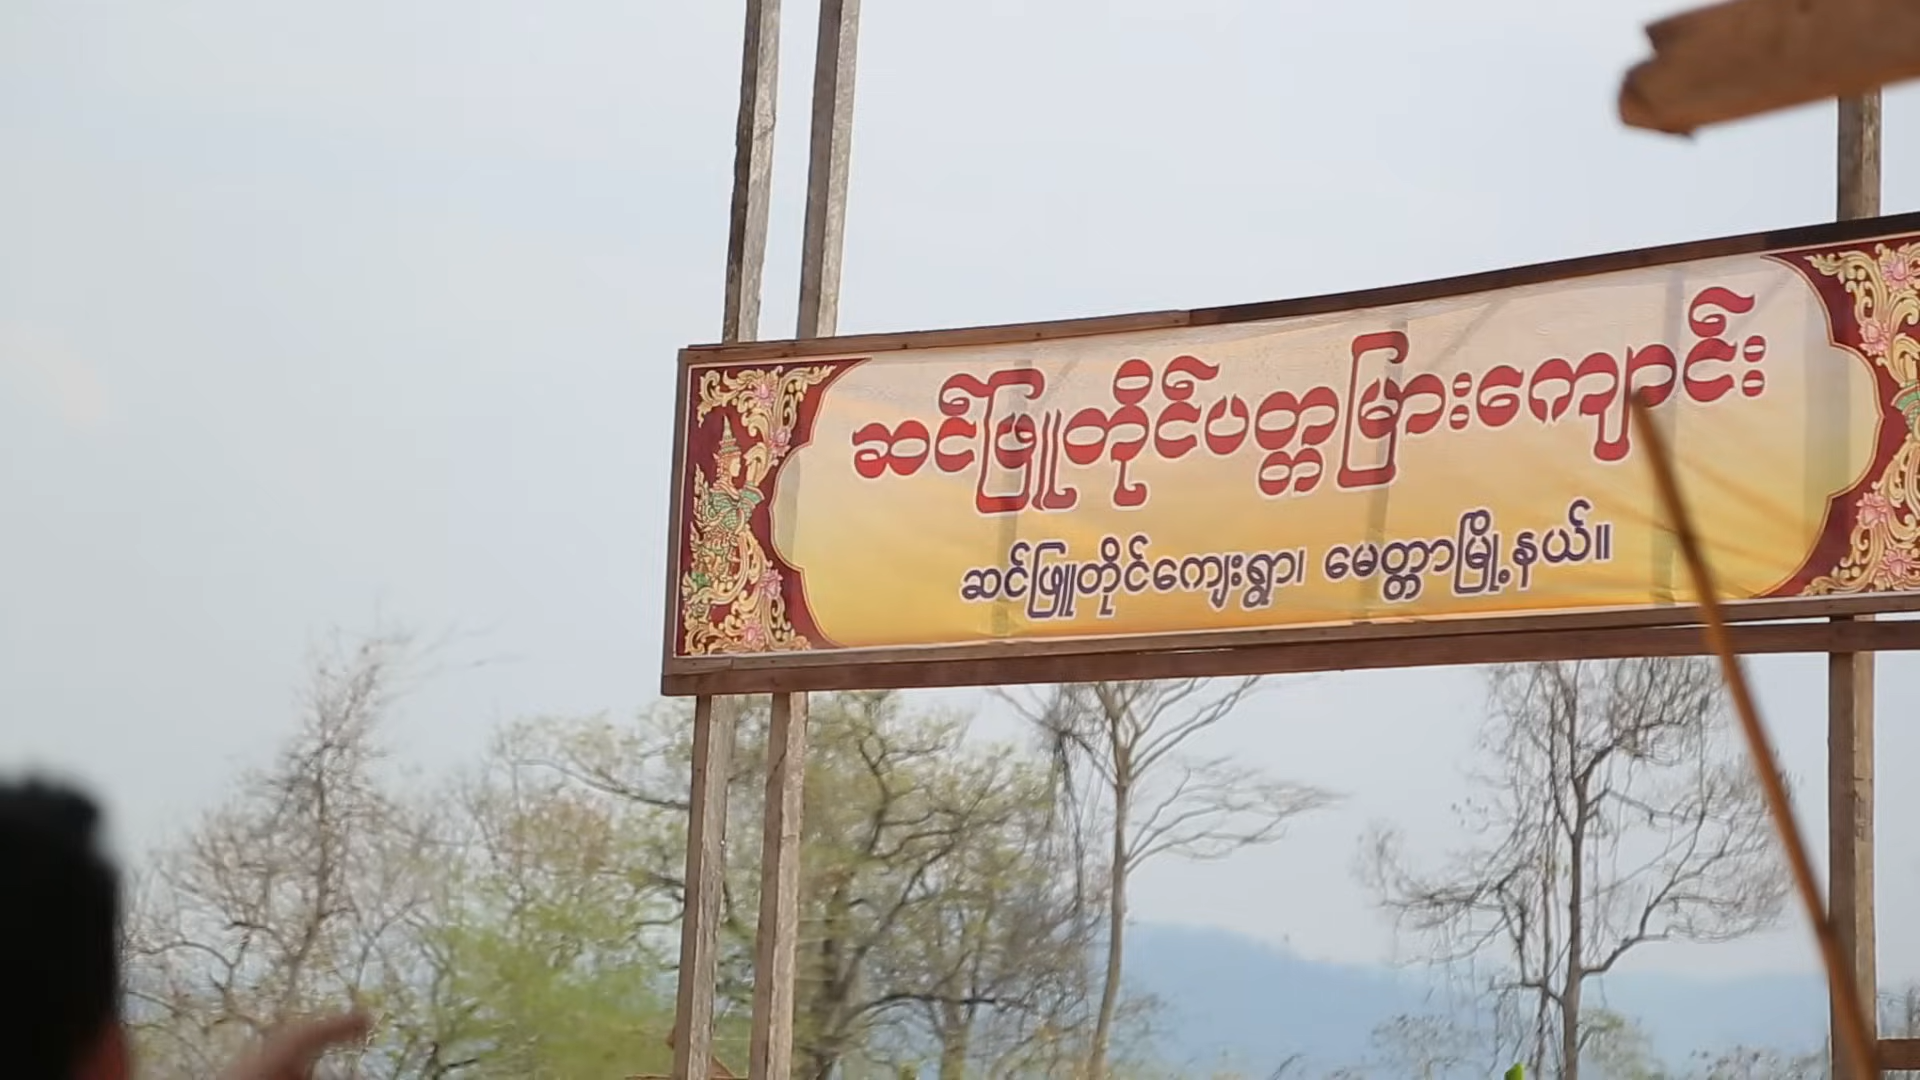 ဆင်ဖြူတိုင်ပတ္တမြားကျောင်း
ဆင်ဖြူတိုင်ကျေးရွာ၊ မေတ္တာမြို့နယ်။